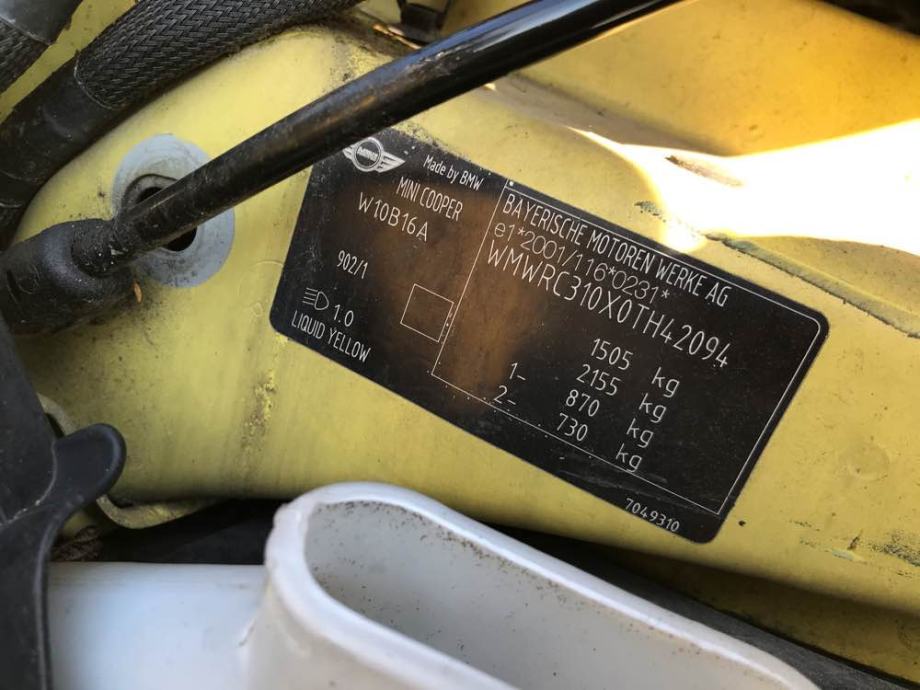 MINI
Made by BMW
MINI COOPER
W10B16A
902/1
1.0
LIQUID YELLOW
BAYERISCHE MOTOREN WERKE AG
e1*2001/116*0231*
WMWRC310X0TH42094
1505 kg
2155 kg
1- 870 kg
2- 730 kg
7049310